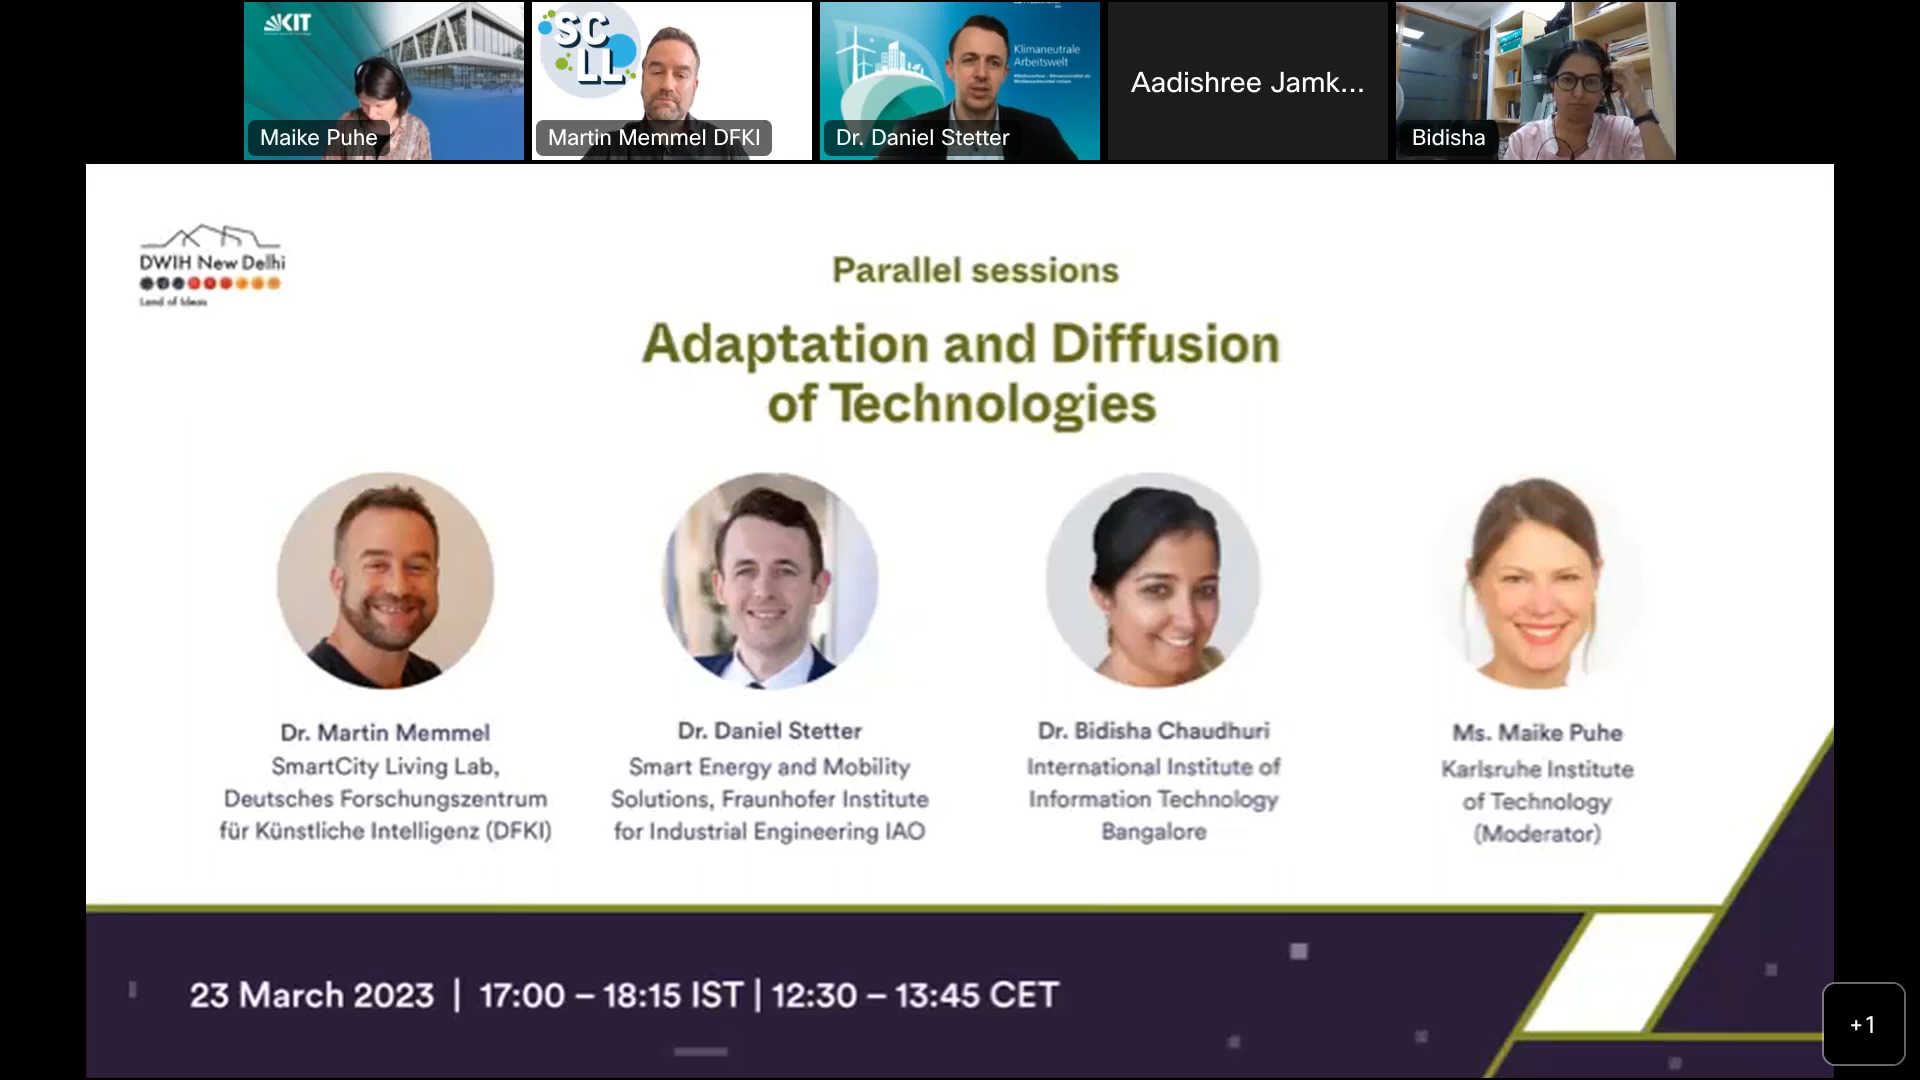 KIT
Maike Puhe
SC
LL
Martin Memmel DFKI
Klimaneutrale
Arbeitswelt
Dr. Daniel Stetter
Aadishree Jamk...
Bidisha
DWIH New Delhi
Land of Ideas
Parallel sessions
Adaptation and Diffusion
of Technologies
Dr. Martin Memmel
SmartCity Living Lab,
Deutsches Forschungszentrum
für Künstliche Intelligenz (DFKI)
Dr. Daniel Stetter
Smart Energy and Mobility
Solutions, Fraunhofer Institute
for Industrial Engineering IAO
Dr. Bidisha Chaudhuri
International Institute of
Information Technology
Bangalore
Ms. Maike Puhe
Karlsruhe Institute
of Technology
(Moderator)
23 March 2023 | 17:00 – 18:15 IST | 12:30 – 13:45 CET
+1